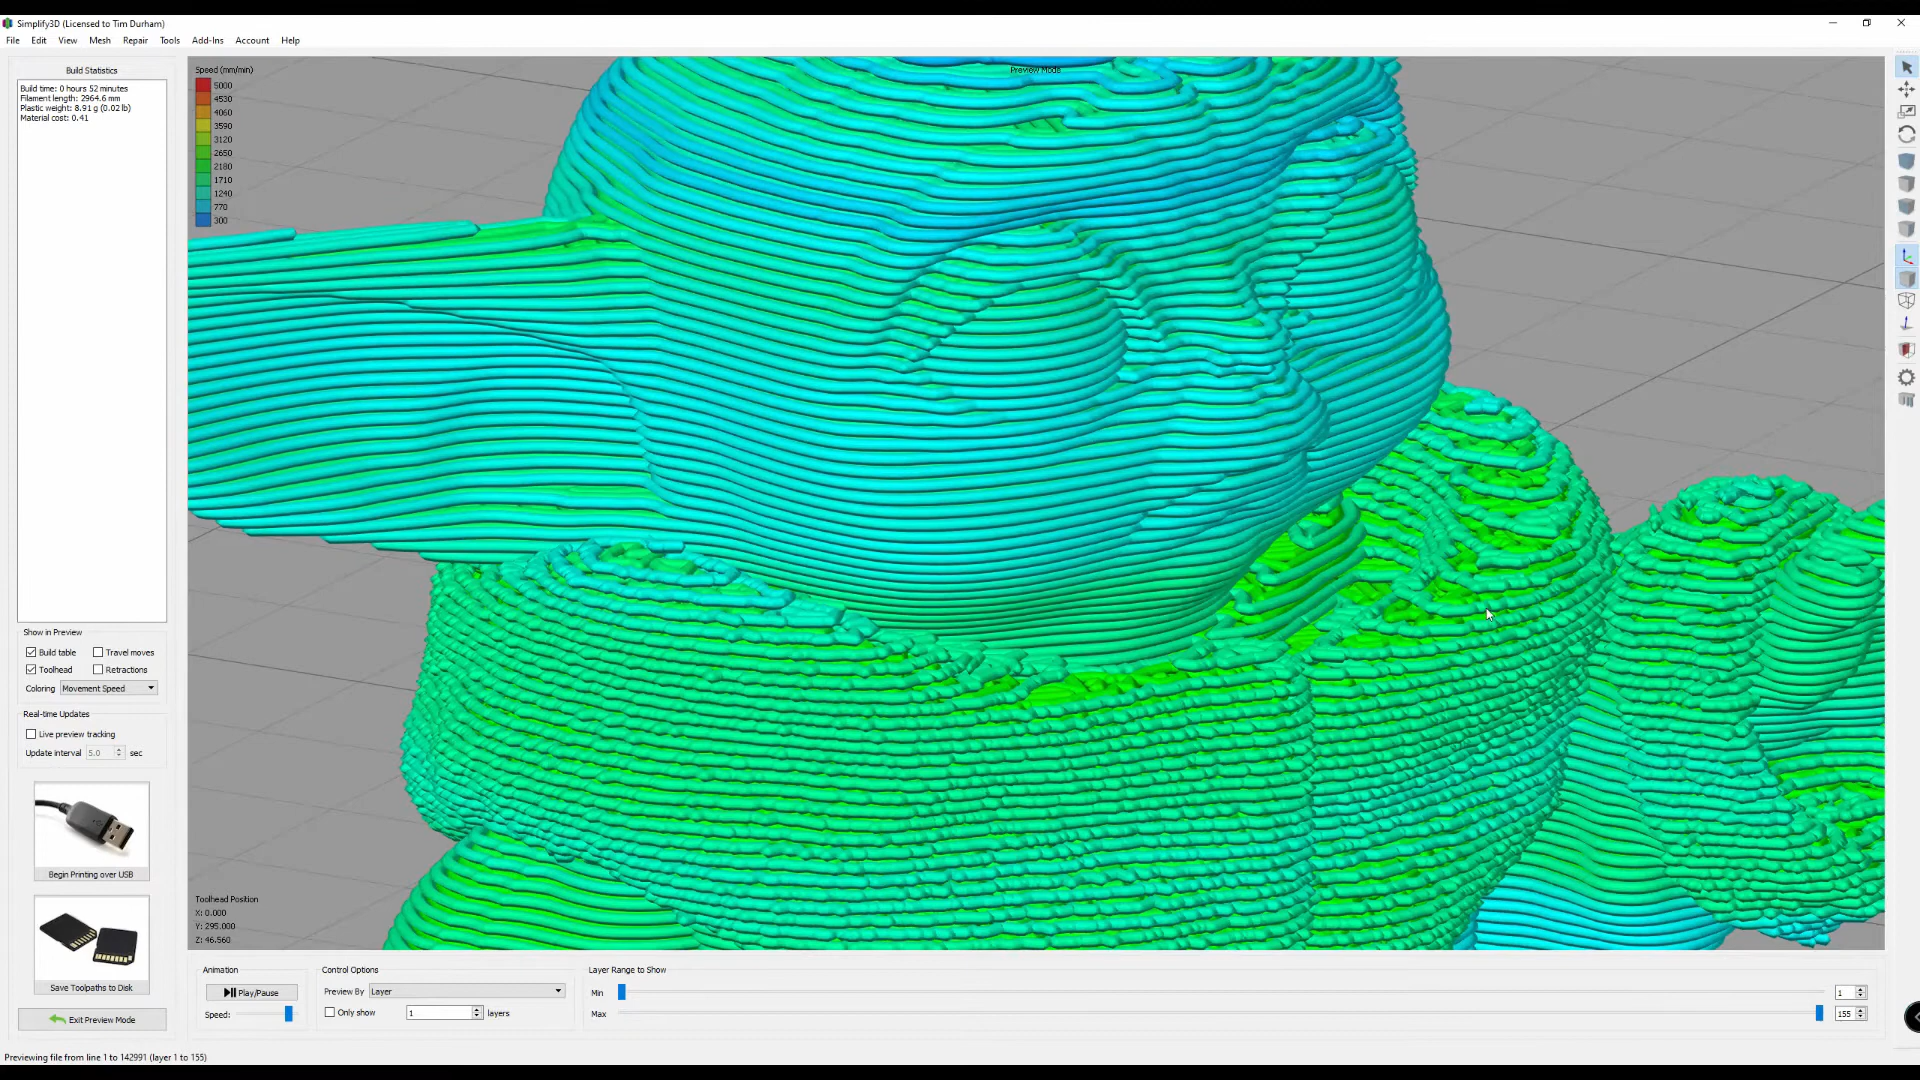 Simplify3D (Licensed to Tim Durham)
File Edit View Mesh Repair Tools Add-Ins Account Help
Build Statistics
Build time: 0 hours 52 minutes
Filament length: 2964.6 mm
Plastic weight: 8.91 g (0.02 lb)
Material cost: 0.41
Speed (mm/min)
5000
4530
4060
3590
3120
2650
2180
1710
1240
770
300
Preview Mode
Show in Preview
Build table Travel moves
Toolhead Retractions
Coloring Movement Speed
Real-time Updates
Live preview tracking
Update interval 5.0 sec
Begin Printing over USB
Save Toolpaths to Disk
Exit Preview Mode
Toolhead Position
X: 0.000
Y: 295.000
Z: 46.560
Animation
Play/Pause
Speed:
Control Options
Preview By Layer
Only show 1 layers
Layer Range to Show
Min 1
Max 155
Previewing file from line 1 to 142991 (layer 1 to 155)